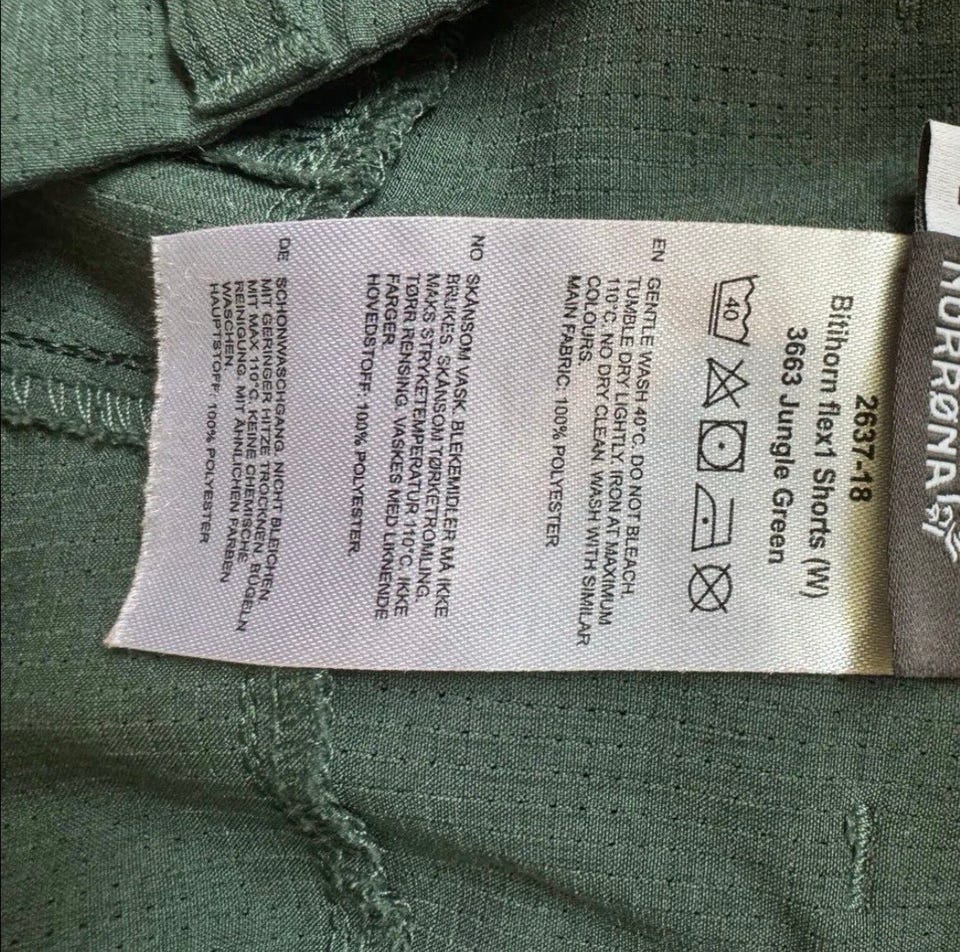 NORRØNA
2637-18
Bitihorn flex1 Shorts (W)
3663 Jungle Green
40
EN GENTLE WASH 40°C. DO NOT BLEACH.
TUMBLE DRY LIGHTLY. IRON AT MAXIMUM
110°C. NO DRY CLEAN. WASH WITH SIMILAR
COLOURS.
MAIN FABRIC: 100% POLYESTER
NO SKÅNSOM VASK. BLEKEMIDLER MÅ IKKE
BRUKES. SKÅNSOM TØRKETROMLING.
MAKS STRYKETEMPERATUR 110°C. IKKE
TØRR RENSING. VASKES MED LIKNENDE
FARGER.
HOVEDSTOFF: 100% POLYESTER
DE SCHONWASCHGANG. NICHT BLEICHEN.
MIT GERINGER HITZE TROCKNEN. BÜGELN
MIT MAX 110°C. KEINE CHEMISCHE
REINIGUNG. MIT ÄHNLICHEN FARBEN
WASCHEN.
HAUPTSTOFF: 100% POLYESTER